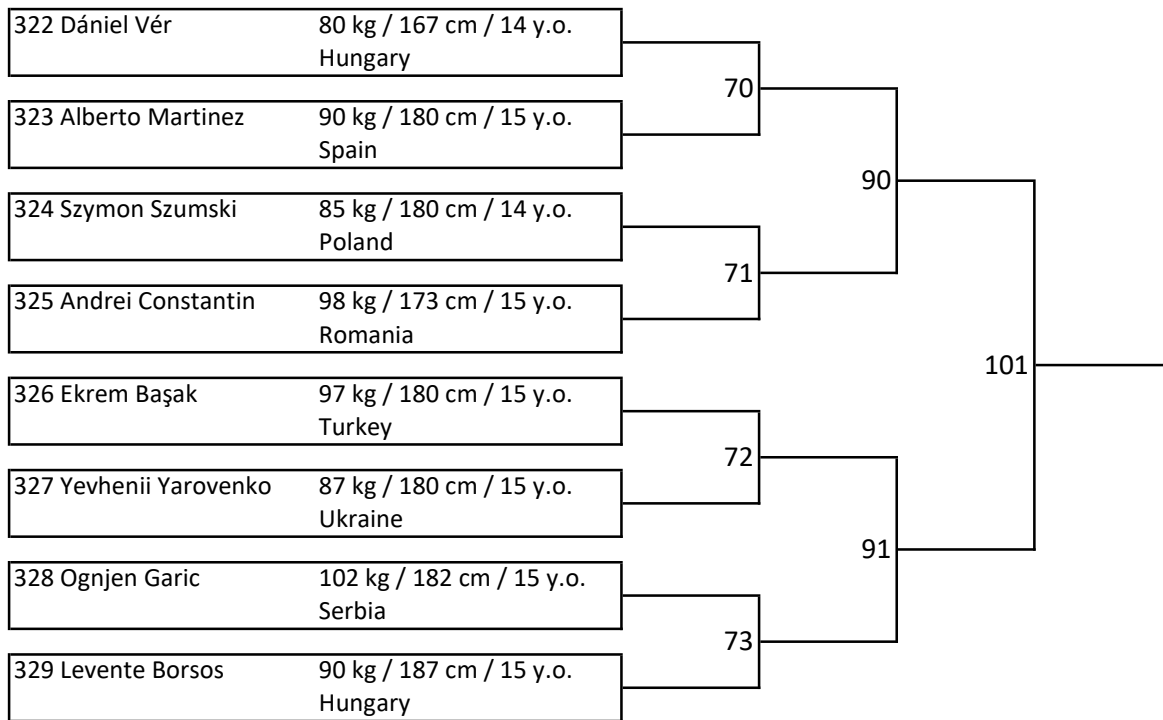 322 Dániel Vér 80 kg / 167 cm / 14 y.o.
Hungary
70
323 Alberto Martinez 90 kg / 180 cm / 15 y.o.
Spain
90
324 Szymon Szumski 85 kg / 180 cm / 14 y.o.
Poland
71
325 Andrei Constantin 98 kg / 173 cm / 15 y.o.
Romania
101
326 Ekrem Başak 97 kg / 180 cm / 15 y.o.
Turkey
72
327 Yevhenii Yarovenko 87 kg / 180 cm / 15 y.o.
Ukraine
91
328 Ognjen Garic 102 kg / 182 cm / 15 y.o.
Serbia
73
329 Levente Borsos 90 kg / 187 cm / 15 y.o.
Hungary